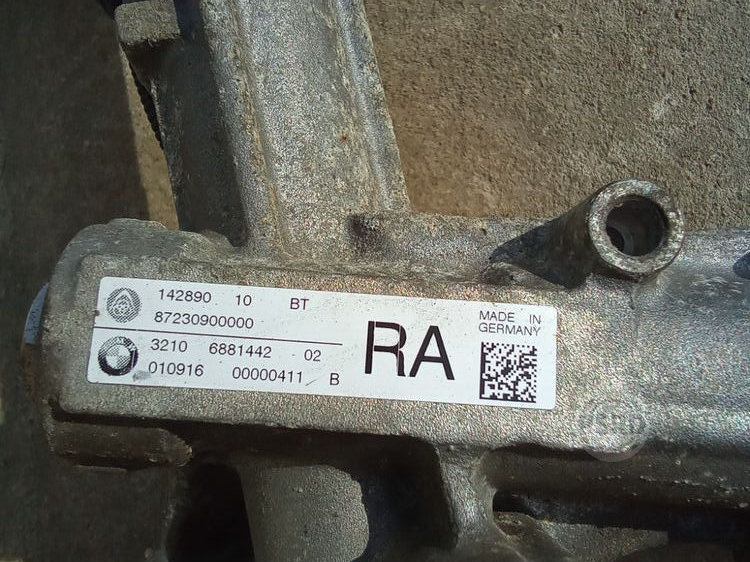 142890 10 BT
87230900000
3210 6881442 02
010916 00000411 / B
RA
MADE IN
GERMANY